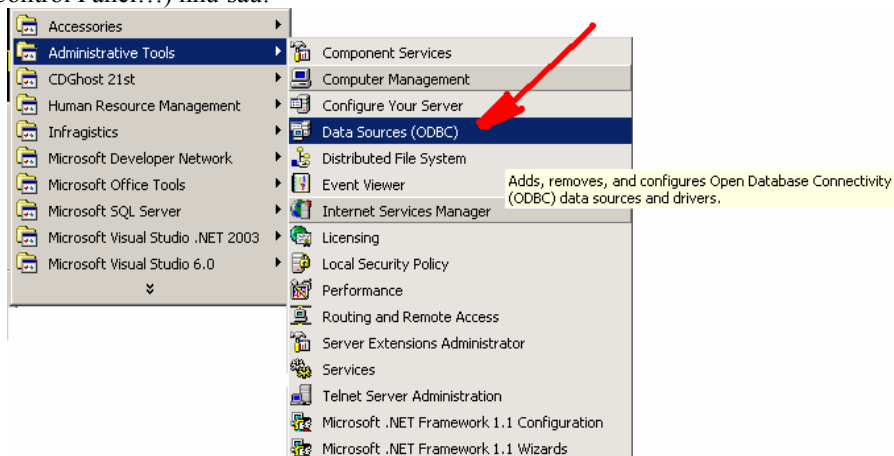 Control Panel...) như sau:
Accessories
Administrative Tools
CDGhost 21st
Human Resource Management
Infragistics
Microsoft Developer Network
Microsoft Office Tools
Microsoft SQL Server
Microsoft Visual Studio .NET 2003
Microsoft Visual Studio 6.0
Component Services
Computer Management
Configure Your Server
Data Sources (ODBC)
Distributed File System
Event Viewer
Internet Services Manager
Licensing
Local Security Policy
Performance
Routing and Remote Access
Server Extensions Administrator
Services
Telnet Server Administration
Microsoft .NET Framework 1.1 Configuration
Microsoft .NET Framework 1.1 Wizards
Adds, removes, and configures Open Database Connectivity
(ODBC) data sources and drivers.